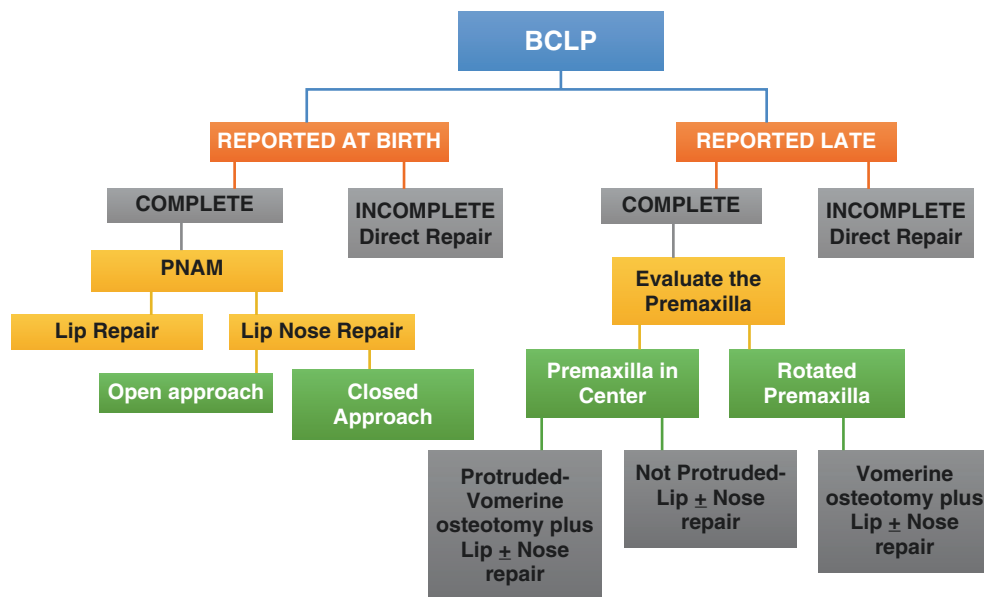 BCLP
REPORTED AT BIRTH
REPORTED LATE
COMPLETE
INCOMPLETE
Direct Repair
COMPLETE
INCOMPLETE
Direct Repair
PNAM
Evaluate the
Premaxilla
Lip Repair
Lip Nose Repair
Open approach
Closed
Approach
Premaxilla in
Center
Rotated
Premaxilla
Protruded-
Vomerine
osteotomy plus
Lip ± Nose
repair
Not Protruded-
Lip ± Nose
repair
Vomerine
osteotomy plus
Lip ± Nose
repair